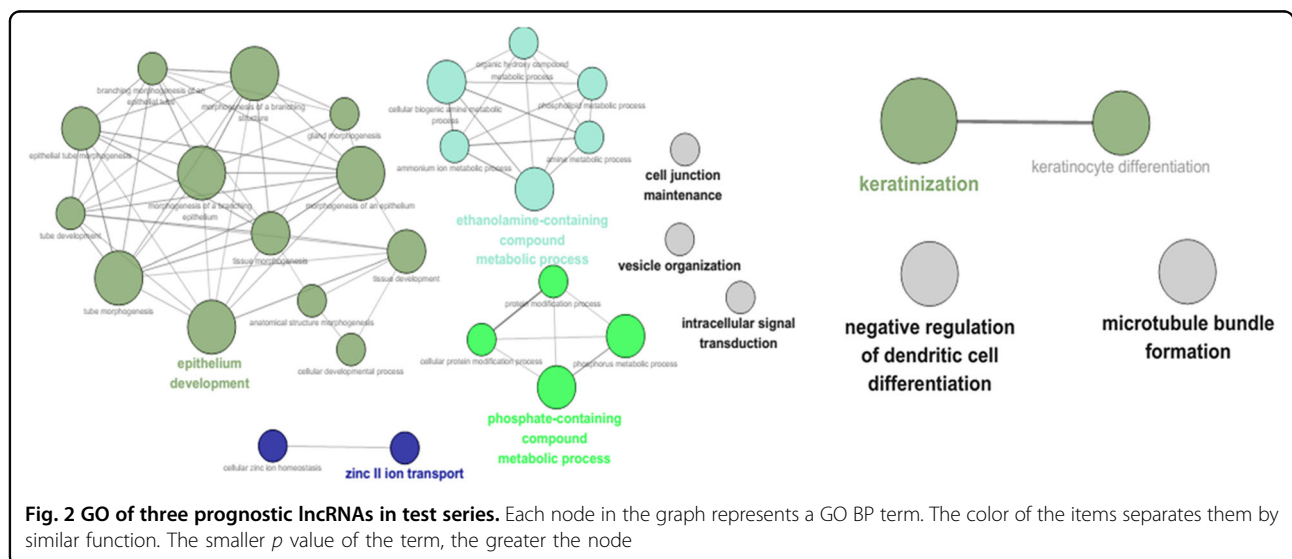 organic hydroxy compound
metabolic process
branching morphogenesis of an
epithelial tube
morphogenesis of a branching
structure
cellular biogenic amine metabolic
process
phospholipid metabolic process
gland morphogenesis
epithelial tube morphogenesis
ammonium ion metabolic process
amine metabolic process
cell junction
maintenance
keratinization
keratinocyte differentiation
morphogenesis of a branching
epithelium
morphogenesis of an epithelium
tube development
ethanolamine-containing
compound
metabolic process
tissue morphogenesis
tissue development
vesicle organization
tube morphogenesis
anatomical structure morphogenesis
protein modification process
intracellular signal
transduction
negative regulation
of dendritic cell
differentiation
microtubule bundle
formation
epithelium
development
cellular developmental process
cellular protein modification process
phosphorus metabolic process
phosphate-containing
compound
metabolic process
cellular zinc ion homeostasis
zinc II ion transport
Fig. 2 GO of three prognostic lncRNAs in test series. Each node in the graph represents a GO BP term. The color of the items separates them by
similar function. The smaller p value of the term, the greater the node